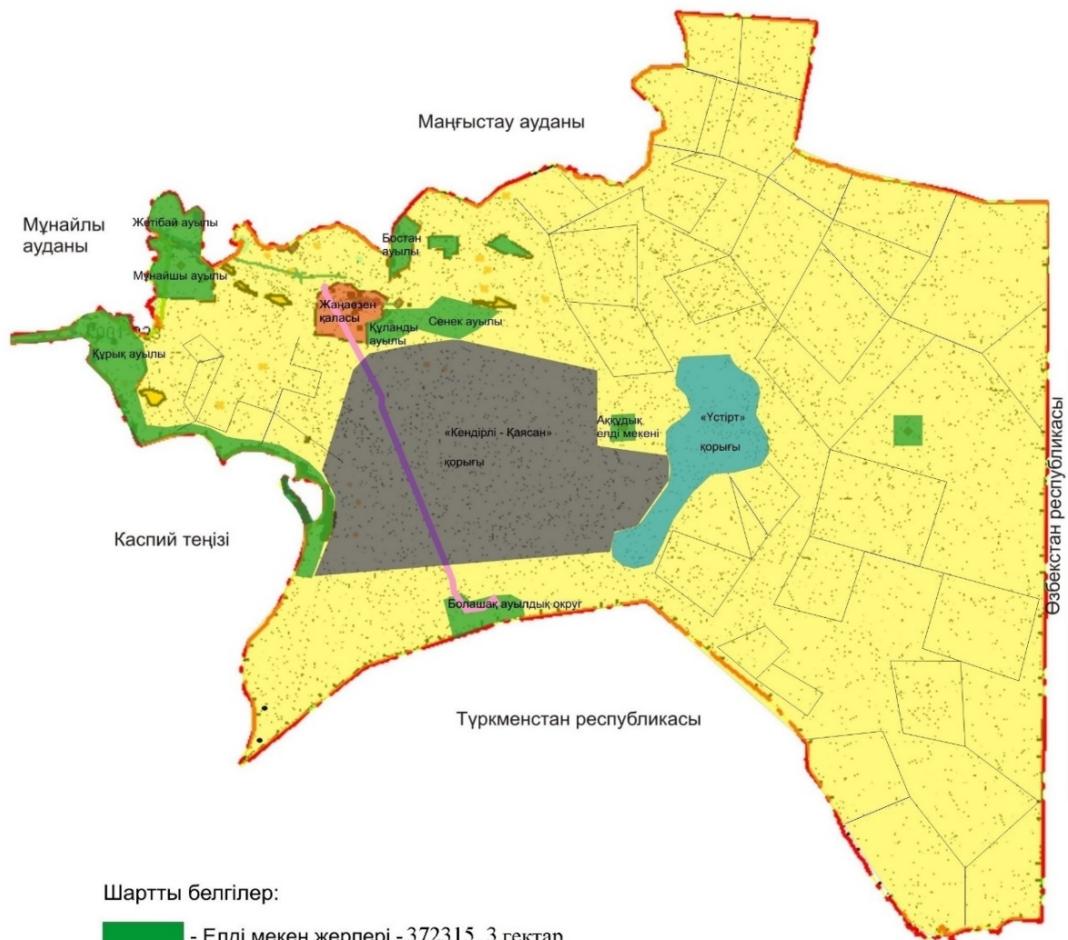 Маңғыстау ауданы
Мұнайлы
ауданы
Жетібай ауылы
Бостан
ауылы
Мұнайшы ауылы
Жаңаөзен
қаласы
Сенек ауылы
Құланды
ауылы
Құрық ауылы
«Кендірлі - Қаясан»
қорығы
Аққұдық
елді мекені
«Үстірт»
қорығы
Өзбекстан республикасы
Каспий теңізі
Болашақ ауылдық округ
Түркменстан республикасы
Шартты белгілер:
- Елді мекен жерлері - 372315, 3 гектар